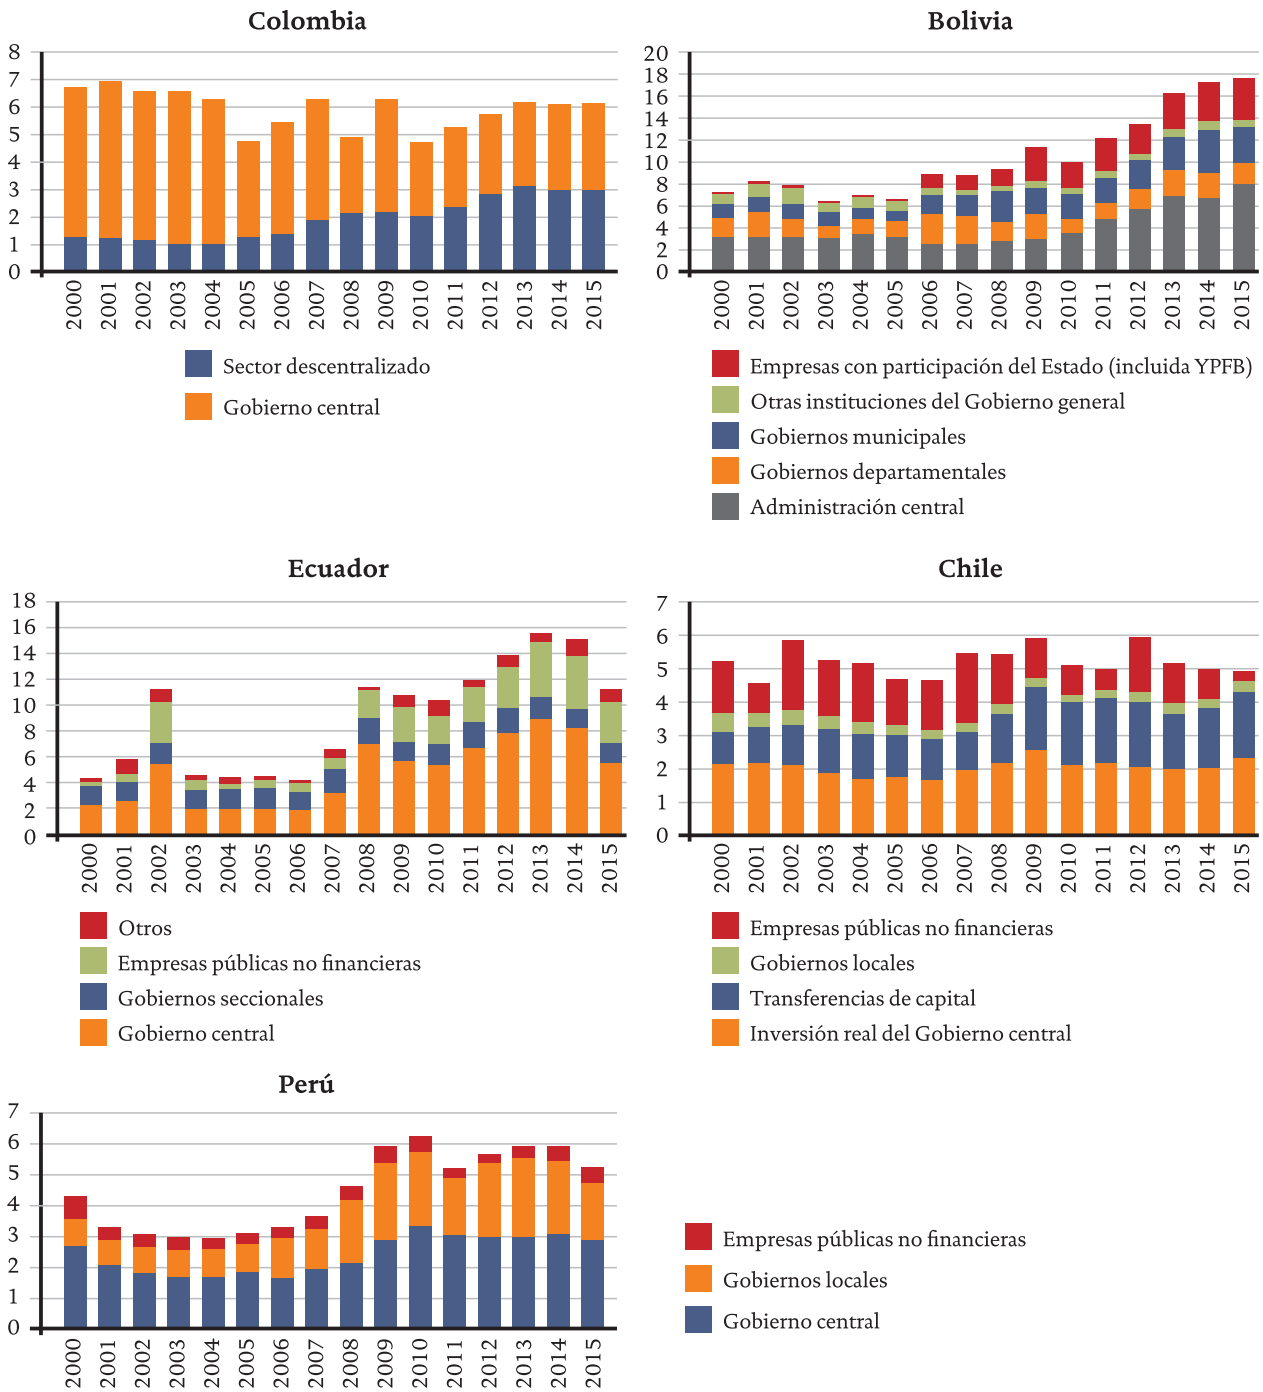 Colombia
8
7
6
5
4
3
2
1
0
2000 2001 2002 2003 2004 2005 2006 2007 2008 2009 2010 2011 2012 2013 2014 2015
Sector descentralizado
Gobierno central
Bolivia
20
18
16
14
12
10
8
6
4
2
0
2000 2001 2002 2003 2004 2005 2006 2007 2008 2009 2010 2011 2012 2013 2014 2015
Empresas con participación del Estado (incluida YPFB)
Otras instituciones del Gobierno general
Gobiernos municipales
Gobiernos departamentales
Administración central
Ecuador
18
16
14
12
10
8
6
4
2
0
2000 2001 2002 2003 2004 2005 2006 2007 2008 2009 2010 2011 2012 2013 2014 2015
Otros
Empresas públicas no financieras
Gobiernos seccionales
Gobierno central
Chile
7
6
5
4
3
2
1
0
2000 2001 2002 2003 2004 2005 2006 2007 2008 2009 2010 2011 2012 2013 2014 2015
Empresas públicas no financieras
Gobiernos locales
Transferencias de capital
Inversión real del Gobierno central
Perú
7
6
5
4
3
2
1
0
2000 2001 2002 2003 2004 2005 2006 2007 2008 2009 2010 2011 2012 2013 2014 2015
Empresas públicas no financieras
Gobiernos locales
Gobierno central